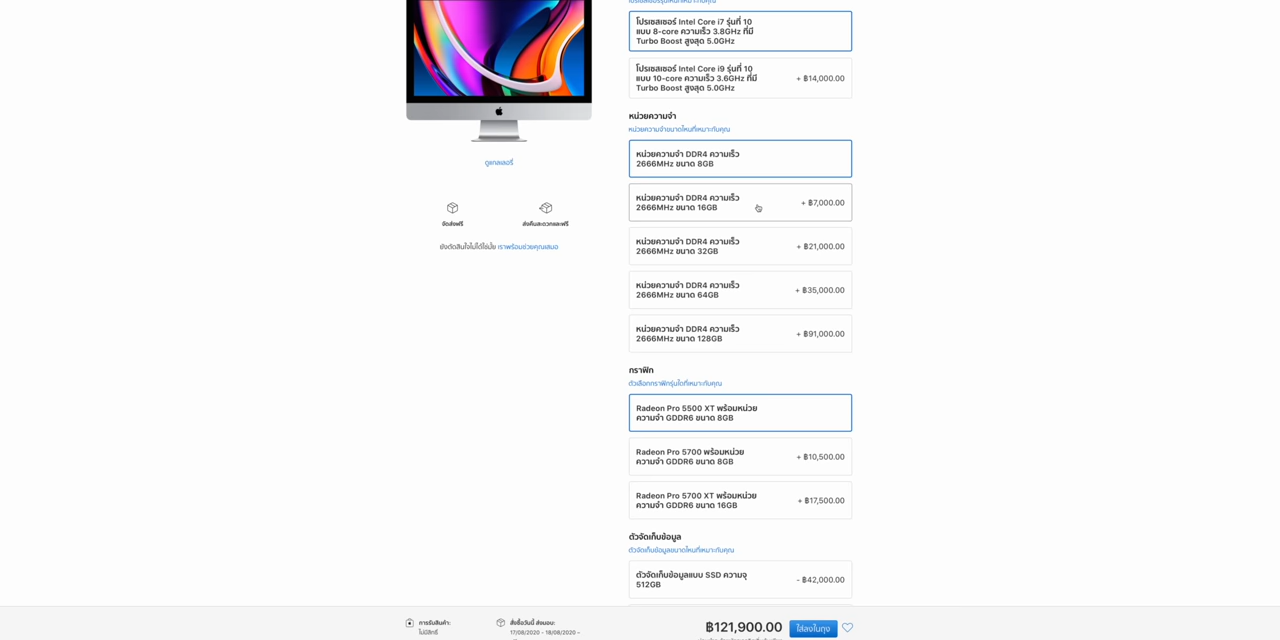 โปรเซสเซอร์ Intel Core i7 รุ่นที่ 10
แบบ 8-core ความเร็ว 3.8GHz ที่มี
Turbo Boost สูงสุด 5.0GHz
โปรเซสเซอร์ Intel Core i9 รุ่นที่ 10
แบบ 10-core ความเร็ว 3.6GHz ที่มี
Turbo Boost สูงสุด 5.0GHz
+ ฿14,000.00
หน่วยความจำ
หน่วยความจำขนาดไหนที่เหมาะกับคุณ
หน่วยความจำ DDR4 ความเร็ว
2666MHz ขนาด 8GB
หน่วยความจำ DDR4 ความเร็ว
2666MHz ขนาด 16GB
+ ฿7,000.00
หน่วยความจำ DDR4 ความเร็ว
2666MHz ขนาด 32GB
+ ฿21,000.00
หน่วยความจำ DDR4 ความเร็ว
2666MHz ขนาด 64GB
+ ฿35,000.00
หน่วยความจำ DDR4 ความเร็ว
2666MHz ขนาด 128GB
+ ฿91,000.00
กราฟิก
ตัวเลือกกราฟิกรุ่นใดที่เหมาะกับคุณ
Radeon Pro 5500 XT พร้อมหน่วย
ความจำ GDDR6 ขนาด 8GB
Radeon Pro 5700 พร้อมหน่วย
ความจำ GDDR6 ขนาด 8GB
+ ฿10,500.00
Radeon Pro 5700 XT พร้อมหน่วย
ความจำ GDDR6 ขนาด 16GB
+ ฿17,500.00
ตัวจัดเก็บข้อมูล
ตัวจัดเก็บข้อมูลขนาดไหนที่เหมาะกับคุณ
ตัวจัดเก็บข้อมูลแบบ SSD ความจุ
512GB
- ฿42,000.00
ดูแกลเลอรี่
จัดส่งฟรี
ส่งคืนสะดวกและฟรี
ยังตัดสินใจไม่ได้ใช่มั้ย เราพร้อมช่วยคุณเสมอ
การรับสินค้า:
ไม่มีสิทธิ์
สั่งซื้อวันนี้ ส่งมอบ:
17/08/2020 - 18/08/2020 –
฿121,900.00
ใส่ลงในถุง